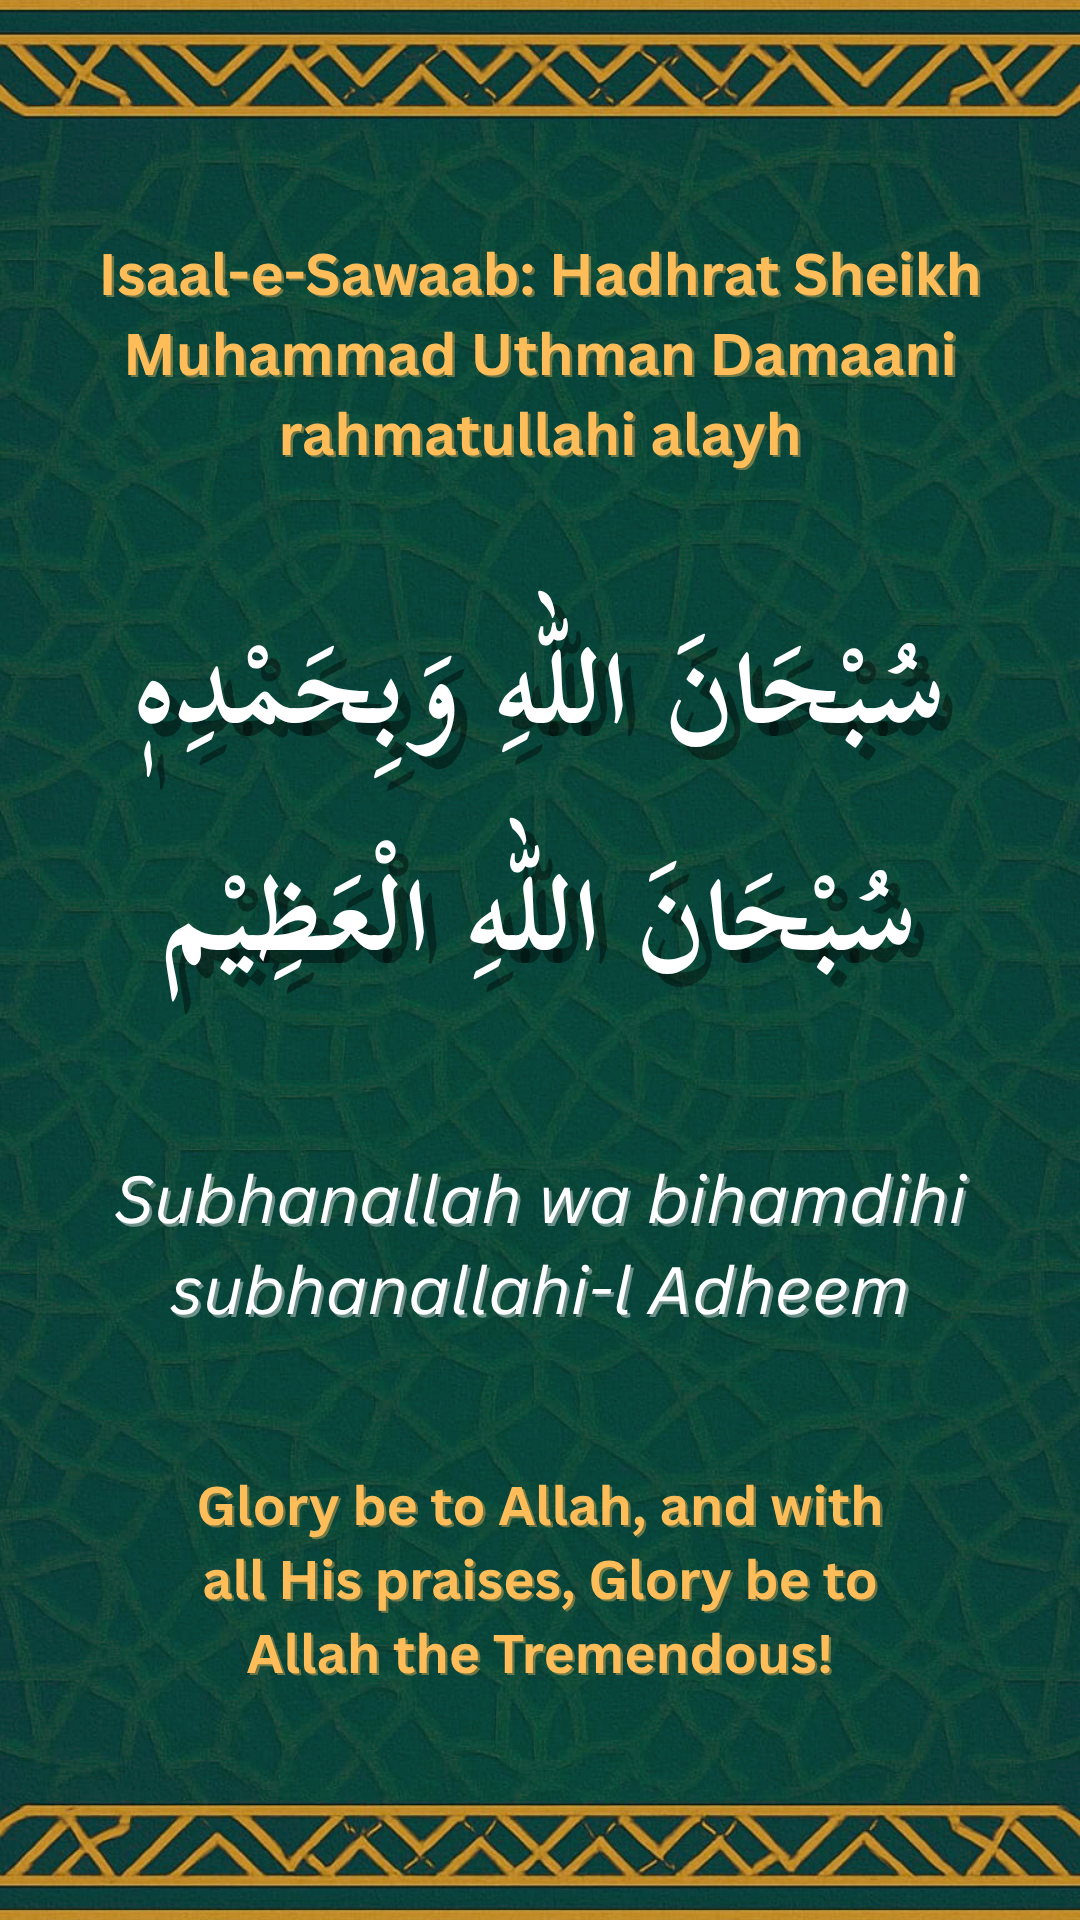 Isaal-e-Sawaab: Hadhrat Sheikh
Muhammad Uthman Damaani
rahmatullahi alayh
سُبْحَانَ اللّٰهِ وَبِحَمْدِهٖ
سُبْحَانَ اللّٰهِ الْعَظِيْم
Subhanallah wa bihamdihi
subhanallahi-l Adheem
Glory be to Allah, and with
all His praises, Glory be to
Allah the Tremendous!